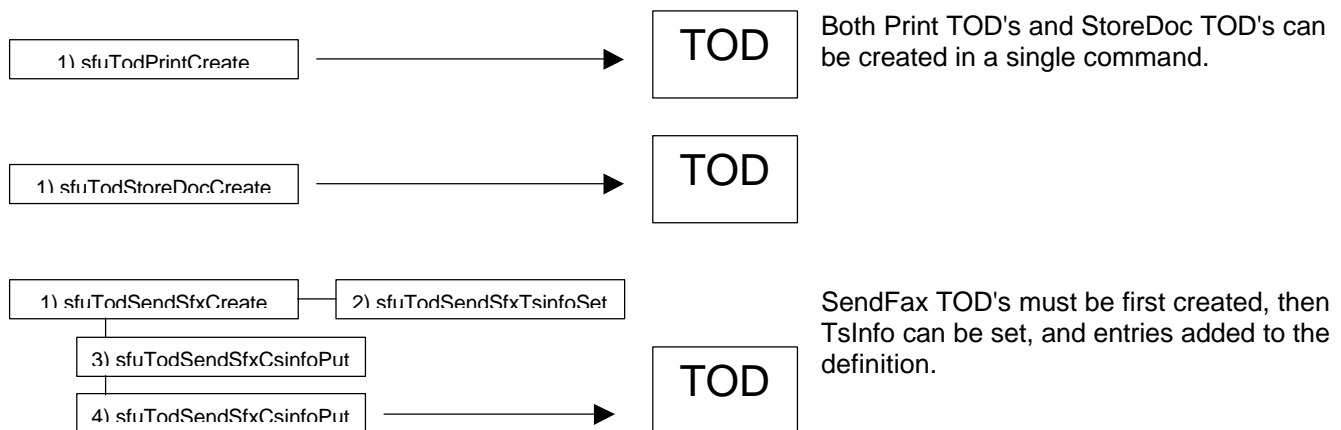 1) sfuTodPrintCreate
TOD
Both Print TOD's and StoreDoc TOD's can
be created in a single command.
1) sfuTodStoreDocCreate
TOD
1) sfuTodSendSfxCreate
2) sfuTodSendSfxTsinfoSet
3) sfuTodSendSfxCsinfoPut
4) sfuTodSendSfxCsinfoPut
TOD
SendFax TOD's must be first created, then
TsInfo can be set, and entries added to the
definition.